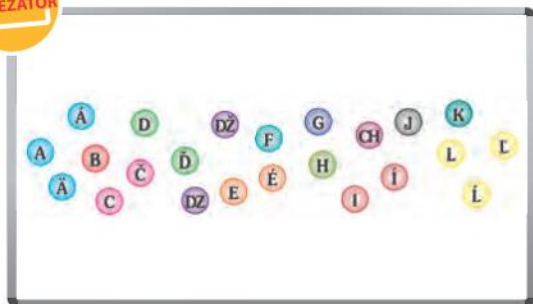 Á D DŽ F G CH J K
A B Č Ď É H Í L Ľ
Ä C DZ E I Ĺ